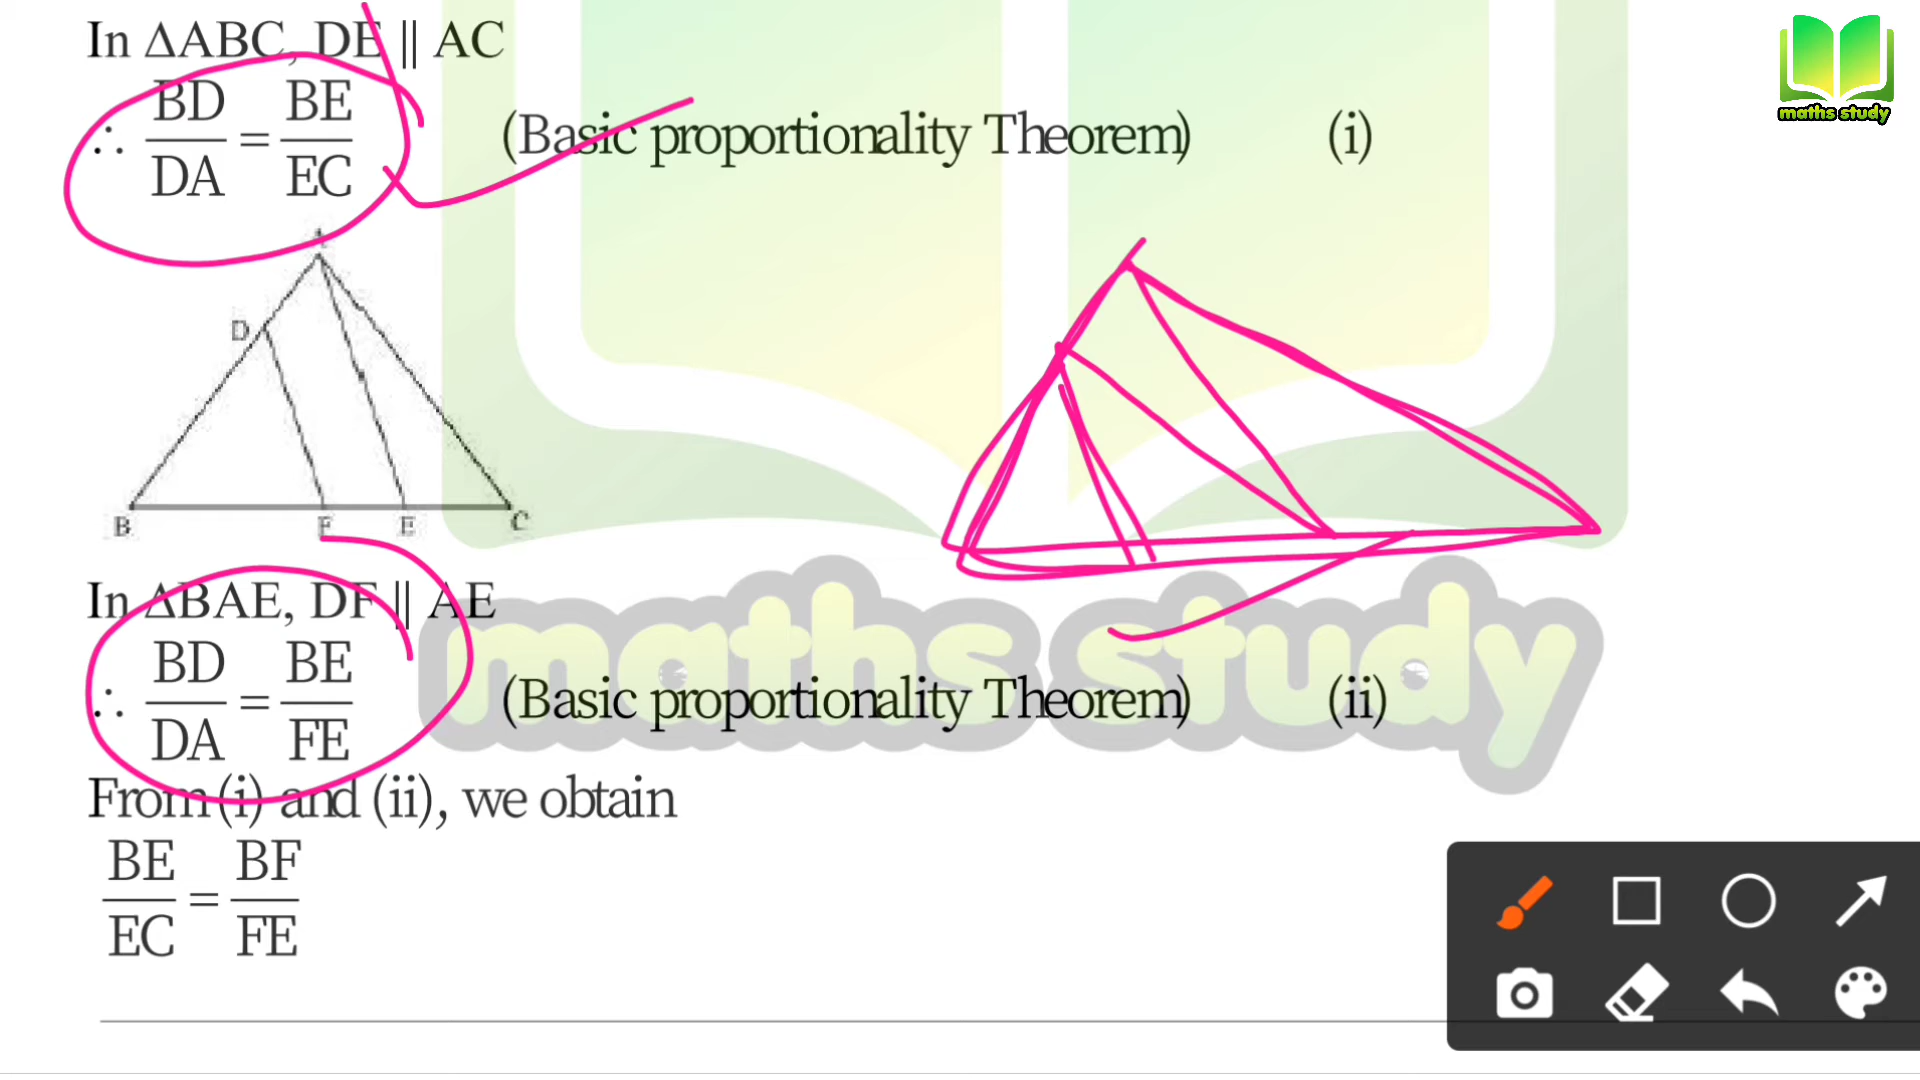 In ΔABC, DE || AC
∴ BD/DA = BE/EC (Basic proportionality Theorem) (i)
maths study
A
D
B F E C
In ΔBAE, DF || AE
∴ BD/DA = BE/FE (Basic proportionality Theorem) (ii)
maths study
From (i) and (ii), we obtain
BE/EC = BF/FE